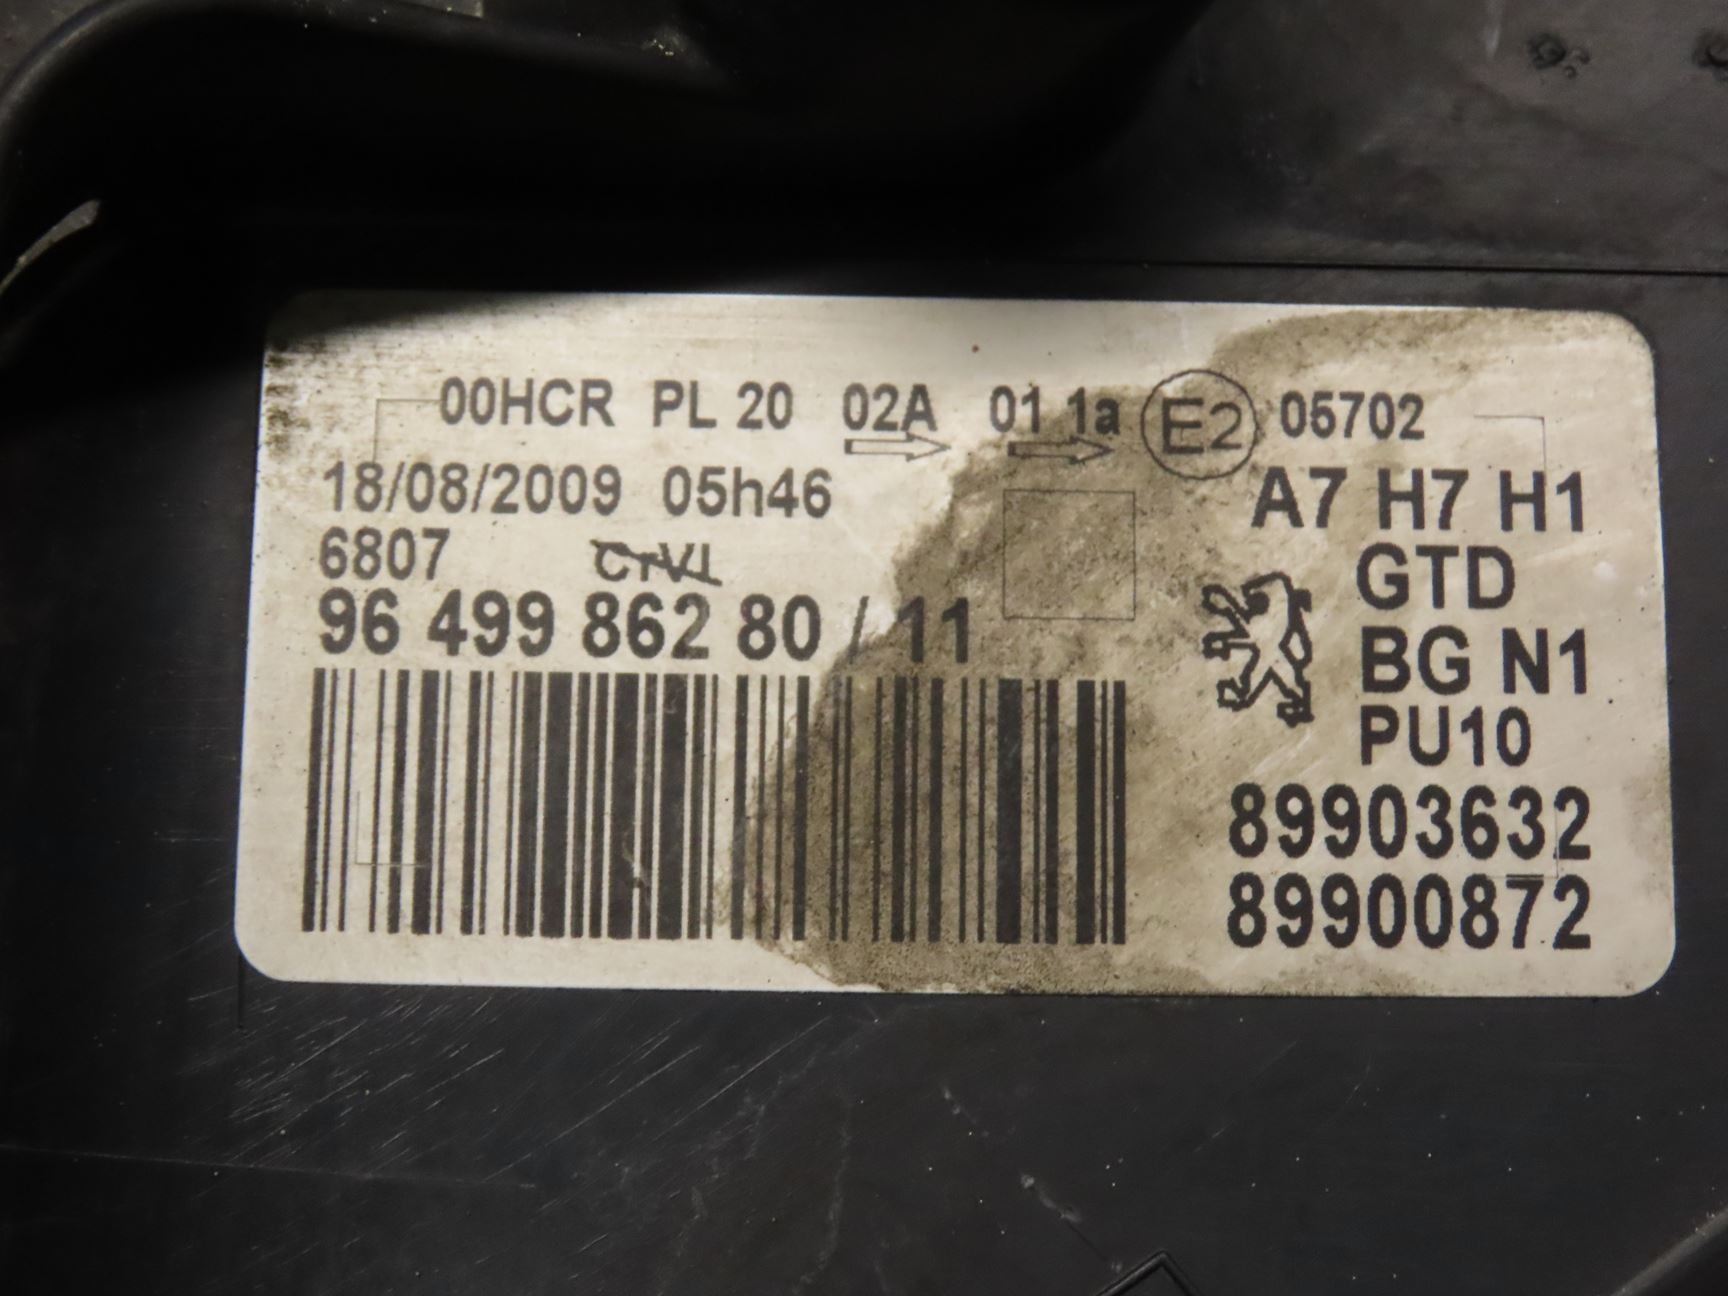 00HCR PL 20 02A 01 1a E2 05702
18/08/2009 05h46 A7 H7 H1
6807 GTD
96 499 862 80 / 11 BG N1
PU10
89903632
89900872